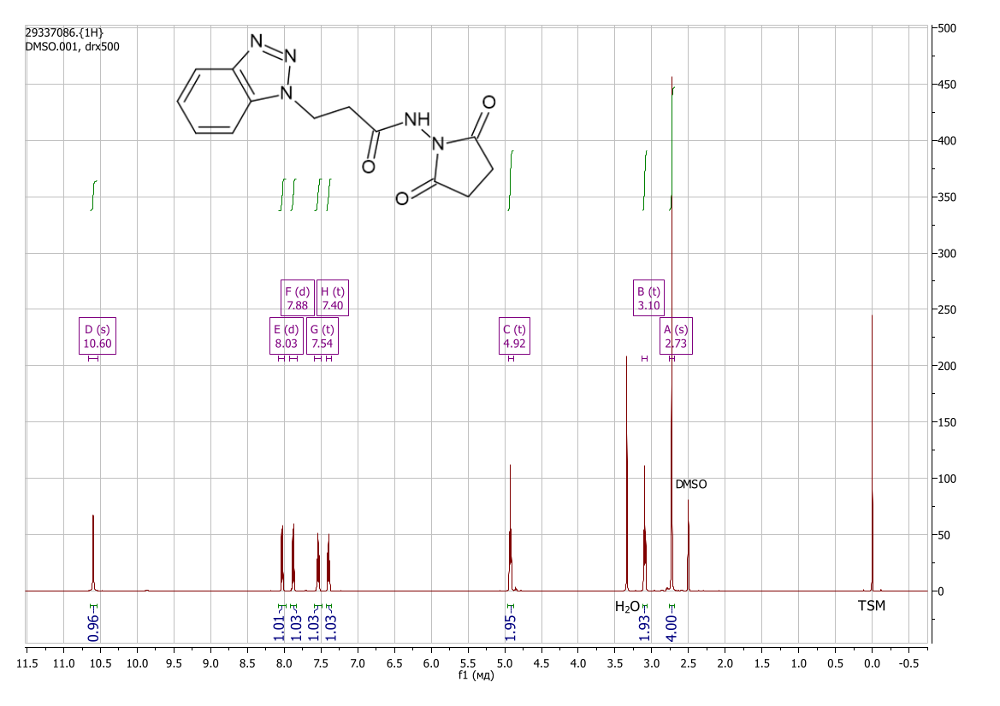 29337086.{1H}
DMSO.001, drx500
N
N
N
O
NH
N
O
O
500
450
400
350
300
250
200
150
100
50
0
F (d)
7.88
H (t)
7.40
B (t)
3.10
D (s)
10.60
E (d)
8.03
G (t)
7.54
C (t)
4.92
A (s)
2.73
DMSO
H2O
TSM
0.96
1.01
1.03
1.03
1.03
1.95
1.93
4.00
11.5 11.0 10.5 10.0 9.5 9.0 8.5 8.0 7.5 7.0 6.5 6.0 5.5 5.0 4.5 4.0 3.5 3.0 2.5 2.0 1.5 1.0 0.5 0.0 -0.5
f1 (мд)